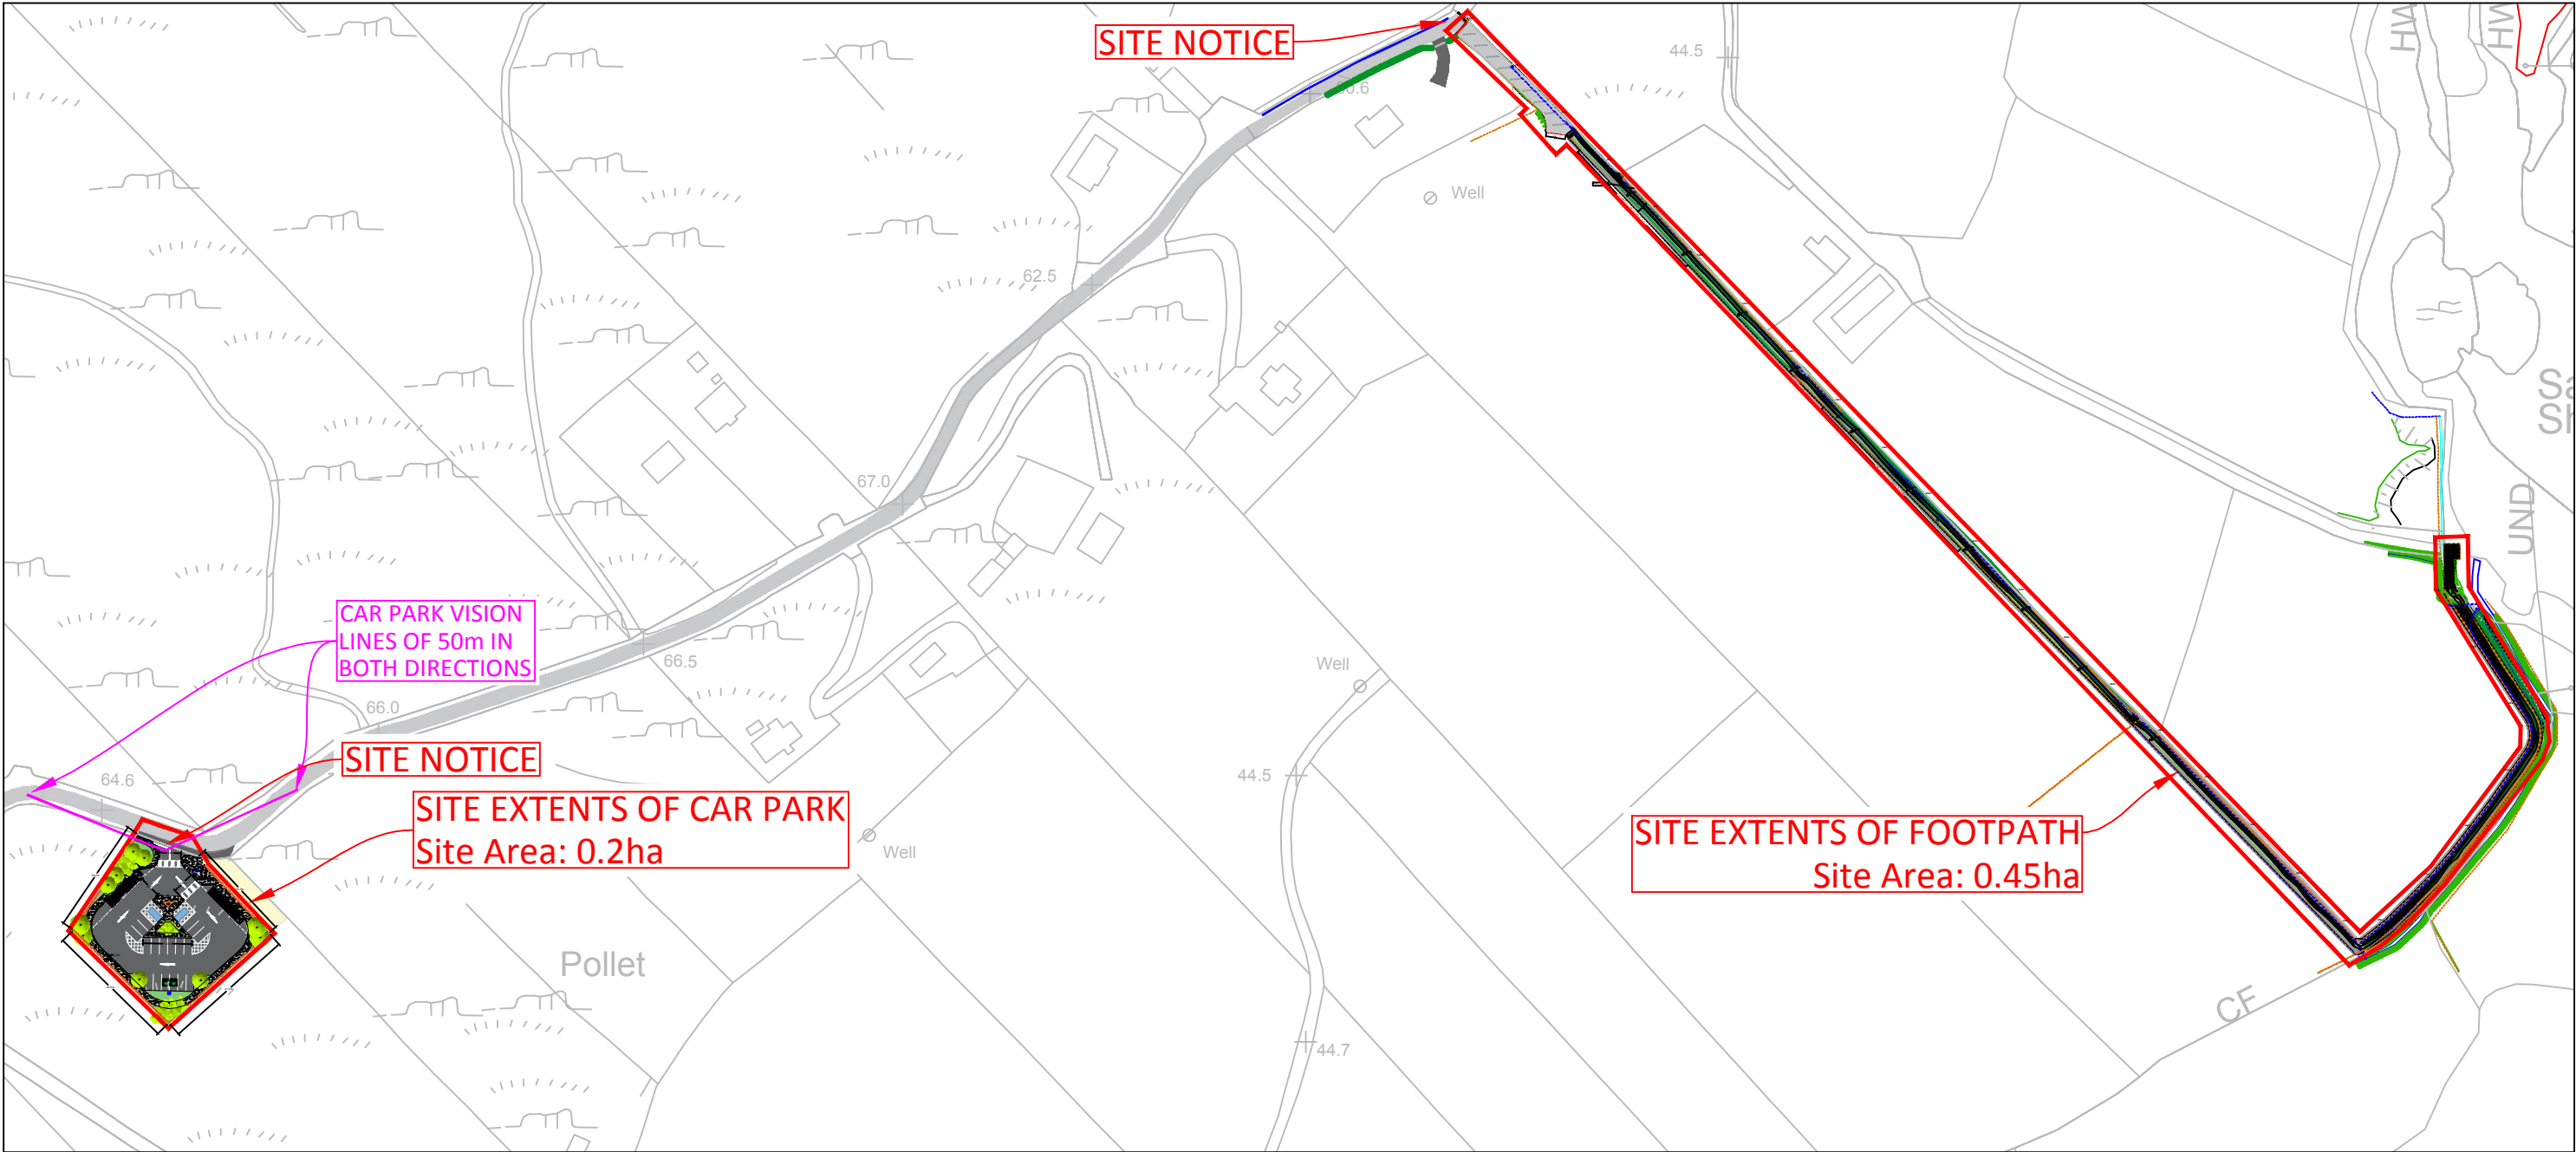 SITE NOTICE
44.5
HW
HW
Well
62.5
Sa
Sh
67.0
UND
CAR PARK VISION
LINES OF 50m IN
BOTH DIRECTIONS
66.5
Well
66.0
SITE NOTICE
64.6
44.5
SITE EXTENTS OF CAR PARK
Site Area: 0.2ha
SITE EXTENTS OF FOOTPATH
Site Area: 0.45ha
Well
Pollet
CF
44.7